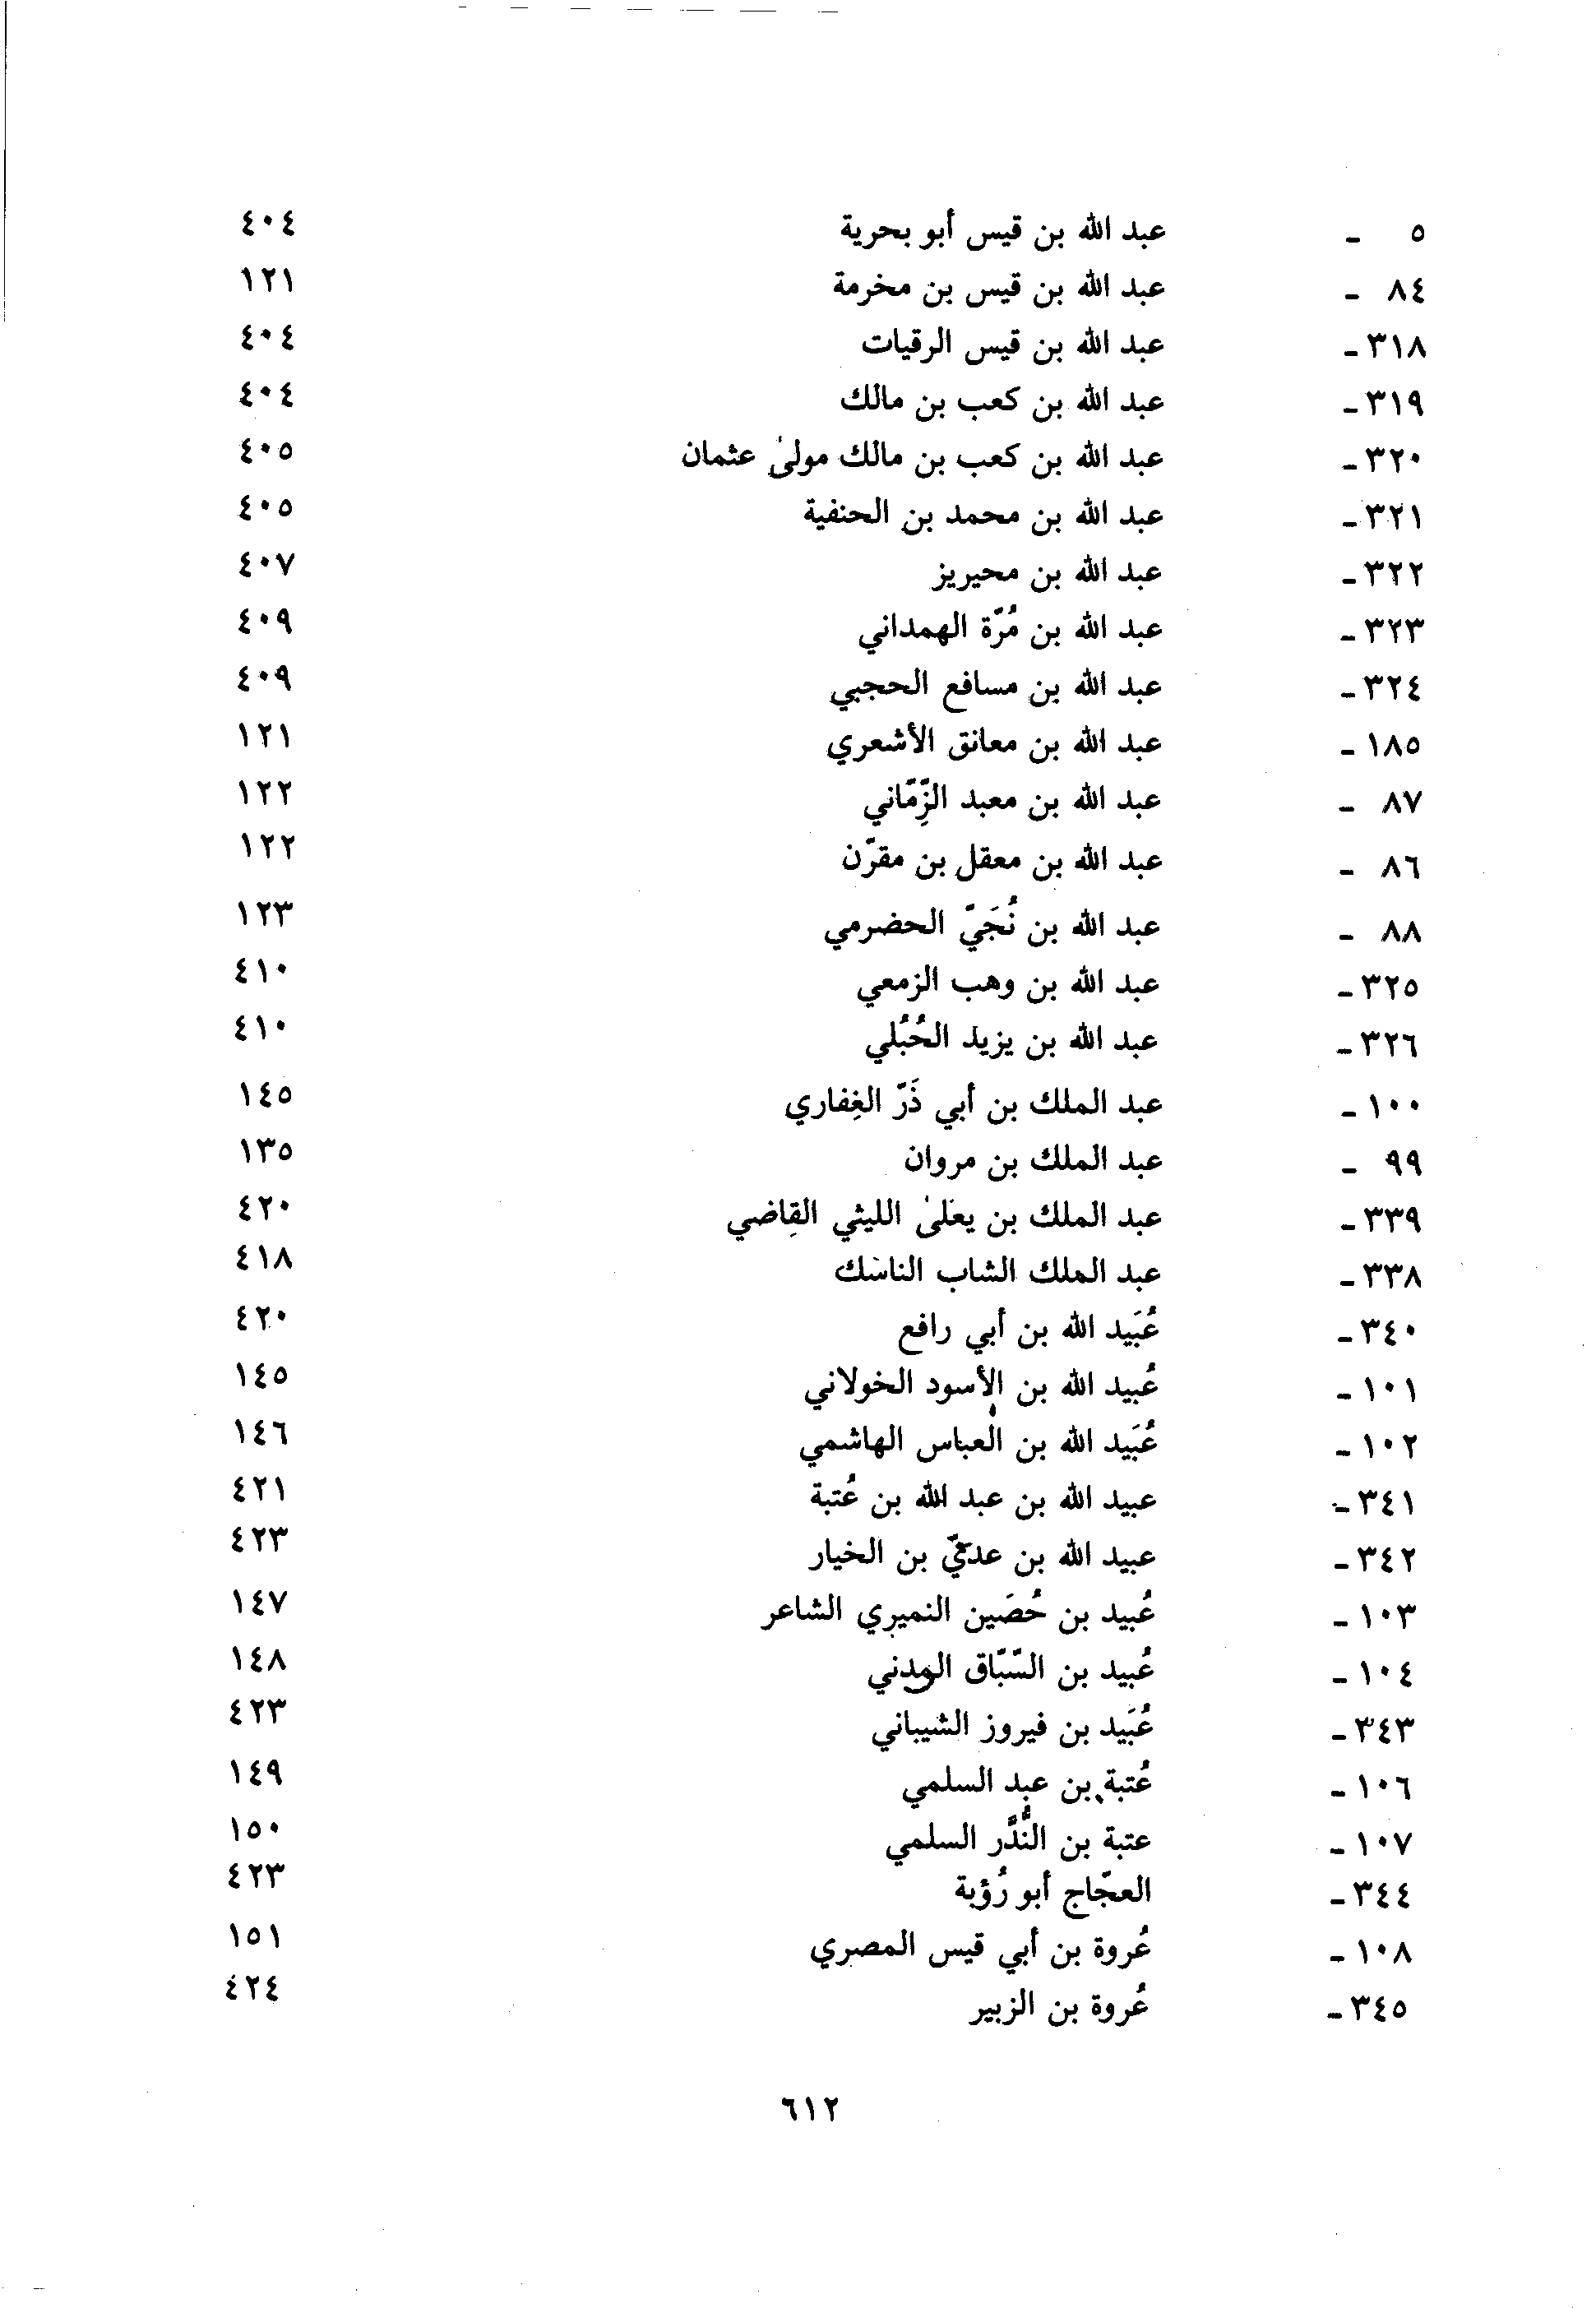 ٥ - عبد الله بن قيس أبو بحرية ٤٠٤
٨٤ - عبد الله بن قيس بن مخرمة ١٢١
٣١٨ - عبد الله بن قيس الرقيات ٤٠٤
٣١٩ - عبد الله بن كعب بن مالك ٤٠٤
٣٢٠ - عبد الله بن كعب بن مالك مولىٰ عثمان ٤٠٥
٣٢١ - عبد الله بن محمد بن الحنفية ٤٠٥
٣٢٢ - عبد الله بن محيريز ٤٠٧
٣٢٣ - عبد الله بن مُرّة الهمداني ٤٠٩
٣٢٤ - عبد الله بن مسافع الحجبي ٤٠٩
١٨٥ - عبد الله بن معانق الأشعري ١٢١
٨٧ - عبد الله بن معبد الزِّمّاني ١٢٢
٨٦ - عبد الله بن معقل بن مقرّن ١٢٢
٨٨ - عبد الله بن نُجَيّ الحضرمي ١٢٣
٣٢٥ - عبد الله بن وهب الزمعي ٤١٠
٣٢٦ - عبد الله بن يزيد الحُبُلي ٤١٠
١٠٠ - عبد الملك بن أبي ذَرّ الغِفاري ١٤٥
٩٩ - عبد الملك بن مروان ١٣٥
٣٣٩ - عبد الملك بن يعلىٰ الليثي القاضي ٤٢٠
٣٣٨ - عبد الملك الشاب الناسك ٤١٨
٣٤٠ - عُبَيد الله بن أبي رافع ٤٢٠
١٠١ - عُبيد الله بن الأسود الخولاني ١٤٥
١٠٢ - عُبَيد الله بن العباس الهاشمي ١٤٦
٣٤١ - عبيد الله بن عبد الله بن عُتبة ٤٢١
٣٤٢ - عبيد الله بن عديّ بن الخيار ٤٢٣
١٠٣ - عُبيد بن حُصَين النميري الشاعر ١٤٧
١٠٤ - عُبيد بن السّبّاق المدني ١٤٨
٣٤٣ - عُبَيد بن فيروز الشيباني ٤٢٣
١٠٦ - عُتبة بن عبد السلمي ١٤٩
١٠٧ - عتبة بن النُّدَّر السلمي ١٥٠
٣٤٤ - العجّاج أبو رُؤبة ٤٢٣
١٠٨ - عُروة بن أبي قيس المصري ١٥١
٣٤٥ - عُروة بن الزبير ٤٢٤
٦١٢